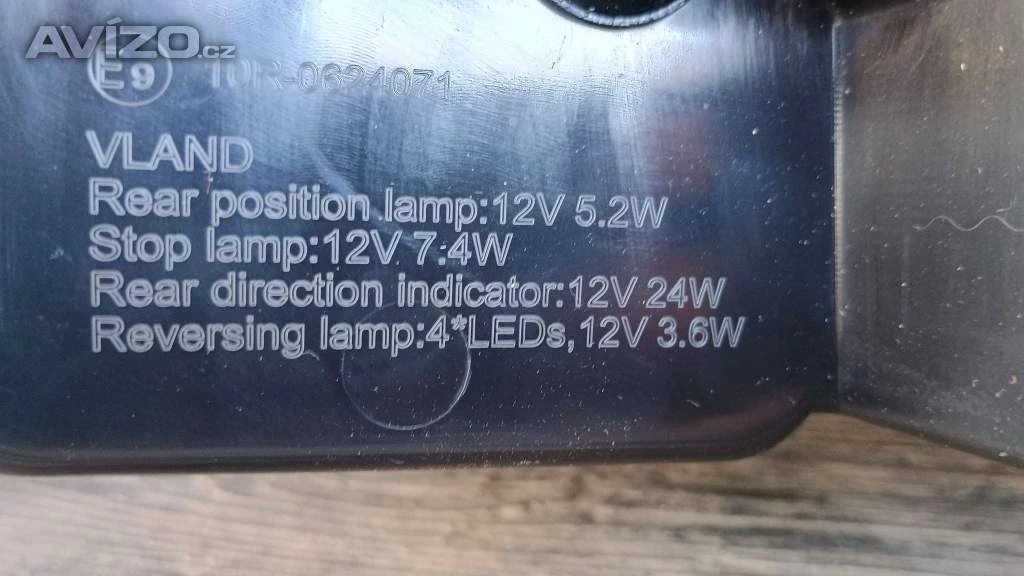 AVÍZO.cz
E9 10R-0624071
VLAND
Rear position lamp:12V 5.2W
Stop lamp:12V 7.4W
Rear direction indicator:12V 24W
Reversing lamp:4*LEDs,12V 3.6W